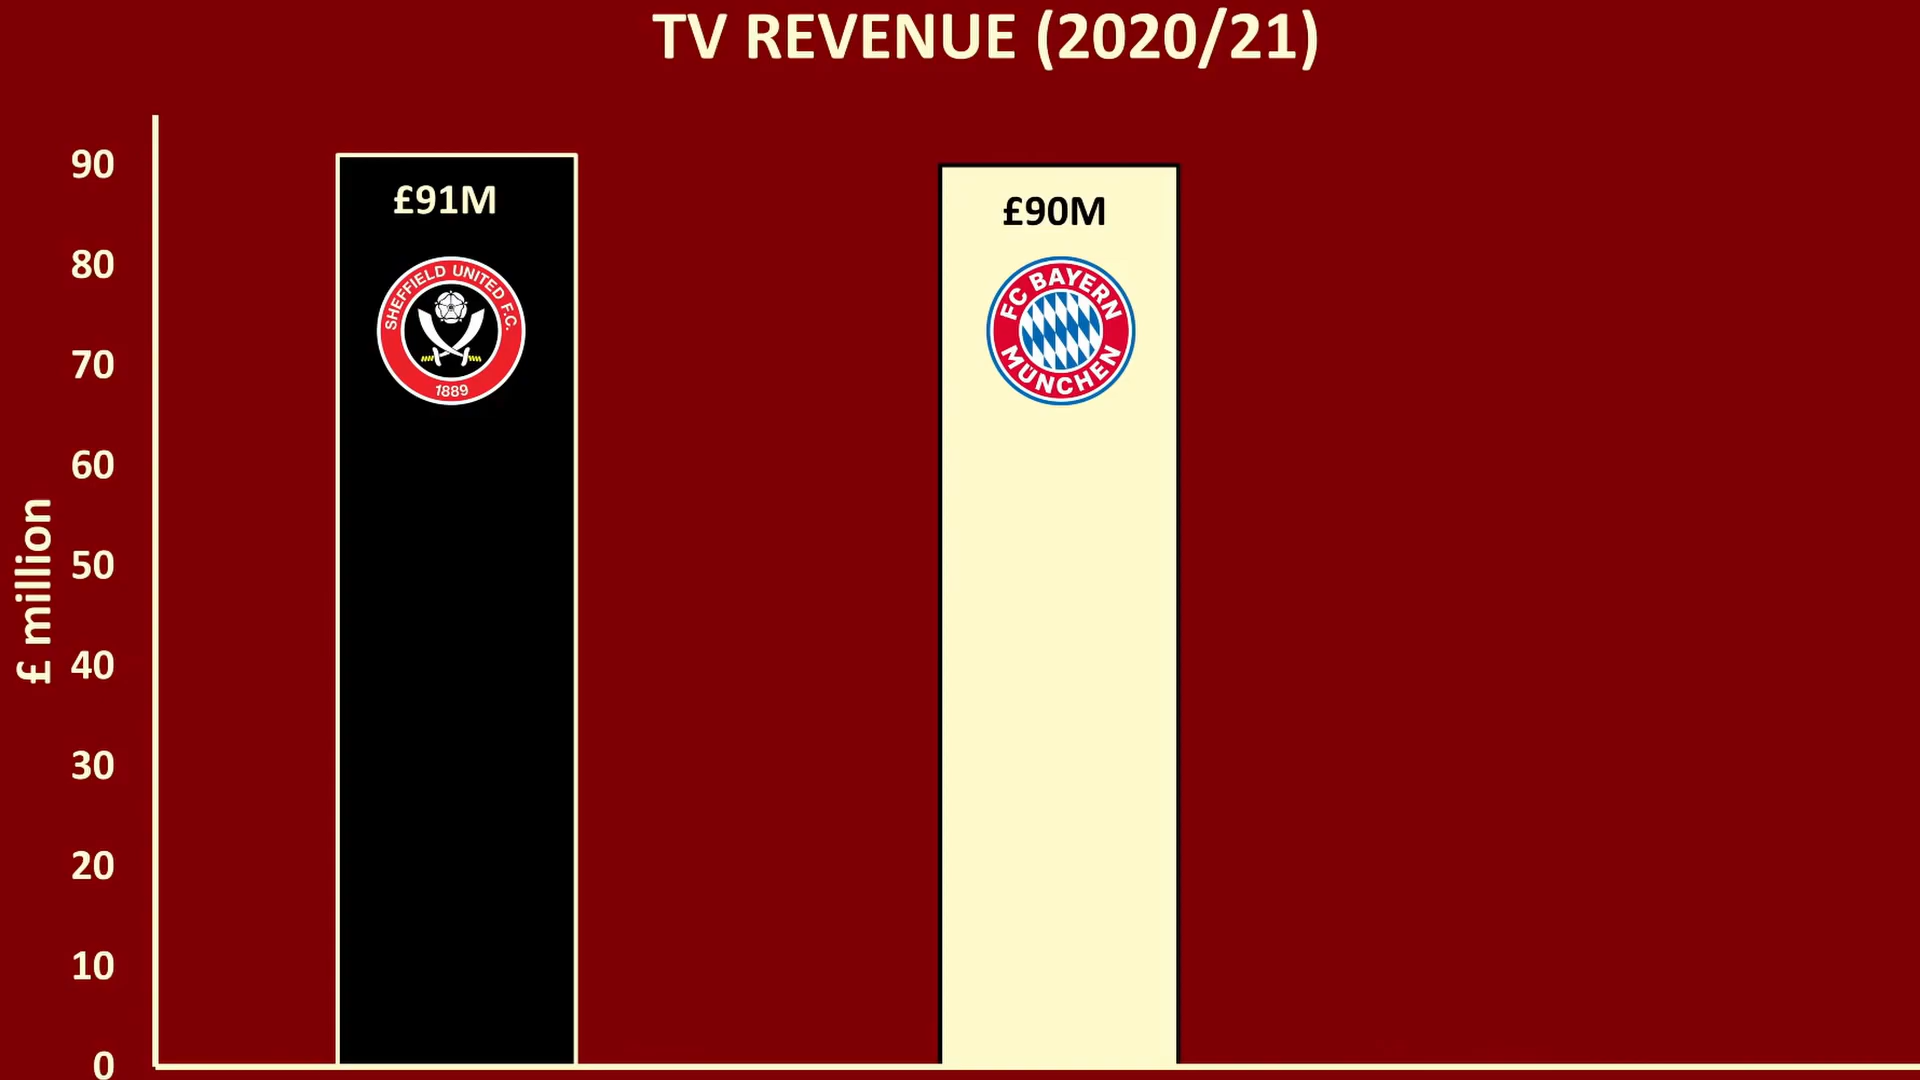 TV REVENUE (2020/21)
£ million
90
80
70
60
50
40
30
20
10
0
£91M
SHEFFIELD UNITED F.C.
1889
£90M
FC BAYERN
MÜNCHEN